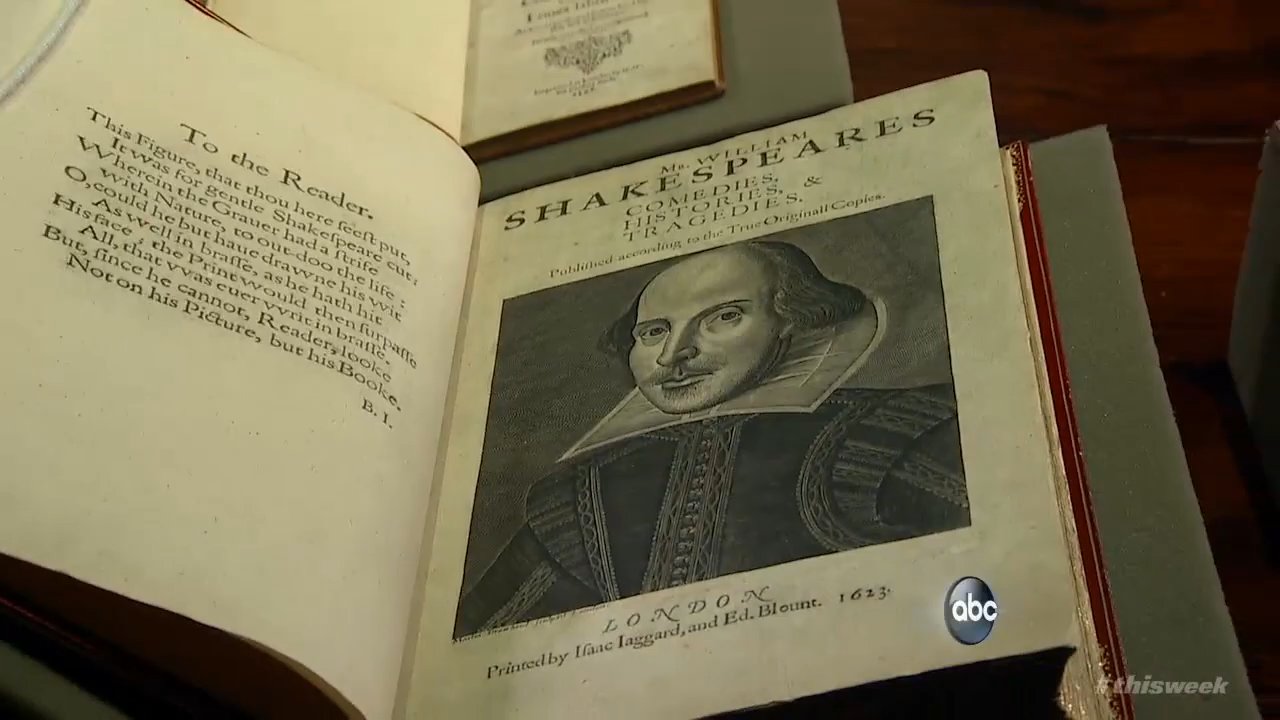 To the Reader.
This Figure, that thou here seest put,
It was for gentle Shakespeare cut;
Wherein the Grauer had a strife
with Nature, to out-doo the life :
O, could he but haue drawne his wit
As well in brasse, as he hath hit
His face ; the Print would then surpasse
All, that vvas euer vvrit in brasse.
But, since he cannot, Reader, looke
Not on his Picture, but his Booke.
B. I.
Mr. WILLIAM
SHAKESPEARES
COMEDIES,
HISTORIES, &
TRAGEDIES.
Published according to the True Originall Copies.
LONDON
Printed by Isaac Iaggard, and Ed. Blount. 1623.
abc
#thisweek